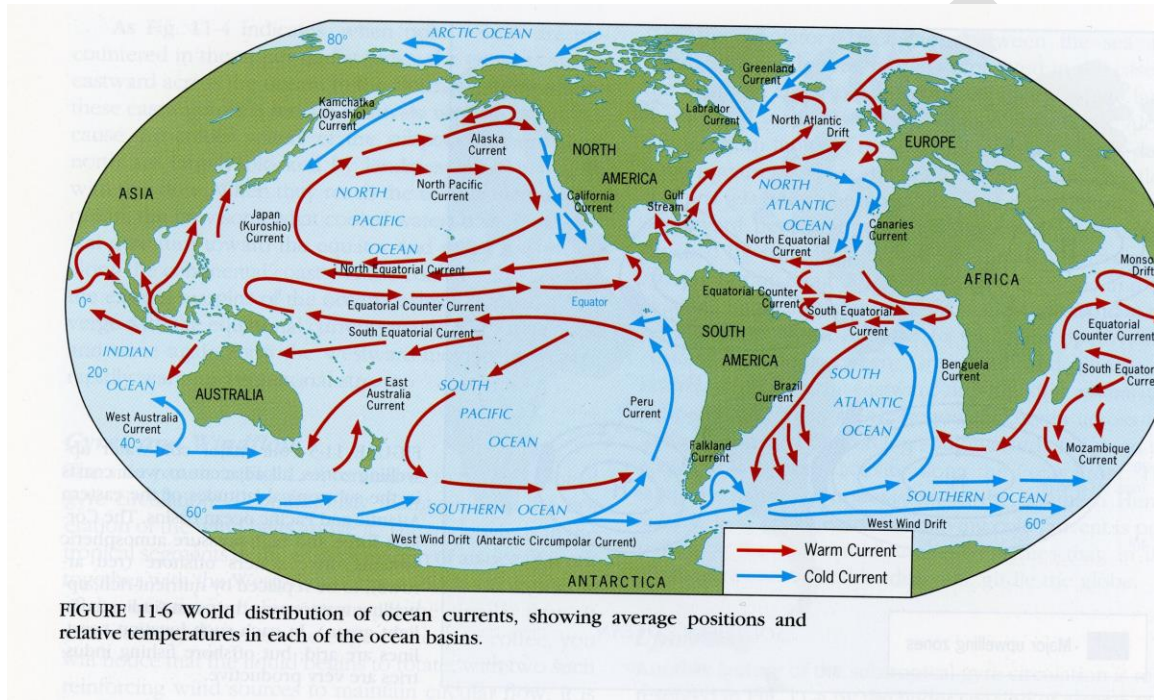 80°
ARCTIC OCEAN
Greenland
Current
Kamchatka
(Oyashio)
Current
Labrador
Current
North Atlantic
Drift
Alaska
Current
NORTH
AMERICA
EUROPE
ASIA
NORTH
PACIFIC
OCEAN
North Pacific
Current
California
Current
Gulf
Stream
NORTH
ATLANTIC
OCEAN
Canaries
Current
Japan
(Kuroshio)
Current
North Equatorial
Current
North Equatorial Current
AFRICA
Monso
Drift
0°
Equatorial Counter Current
Equator
Equatorial Counter
Current
South Equatorial
Current
South Equatorial Current
SOUTH
AMERICA
Equatorial
Counter Current
INDIAN
OCEAN
20°
AUSTRALIA
East
Australia
Current
SOUTH
PACIFIC
OCEAN
Peru
Current
Brazil
Current
SOUTH
ATLANTIC
OCEAN
Benguela
Current
South Equator
Curre
West Australia
Current
40°
Falkland
Current
Mozambique
Current
60°
SOUTHERN OCEAN
SOUTHERN OCEAN
West Wind Drift (Antarctic Circumpolar Current)
West Wind Drift
60°
ANTARCTICA
Warm Current
Cold Current
FIGURE 11-6 World distribution of ocean currents, showing average positions and
relative temperatures in each of the ocean basins.